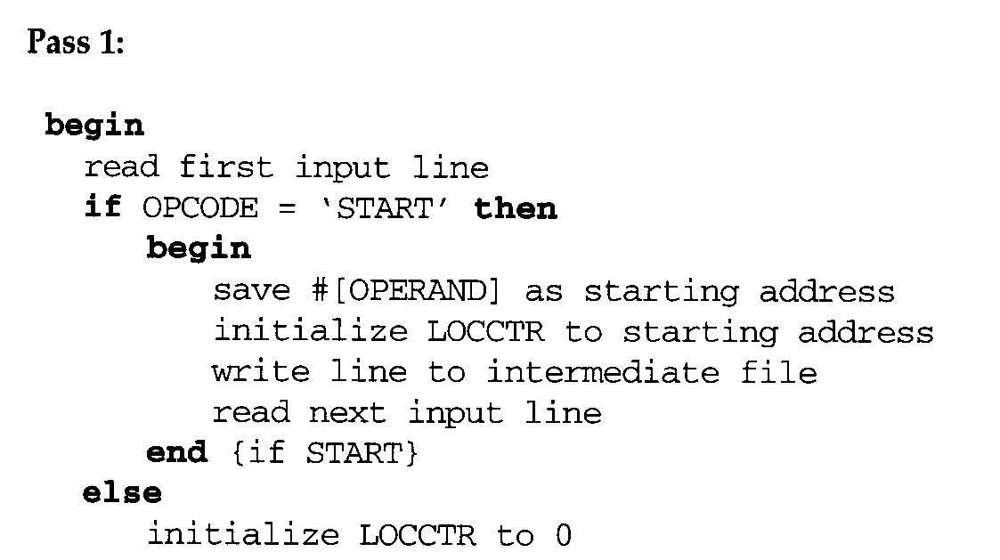 Pass 1:
begin
read first input line
if OPCODE = ‘START’ then
begin
save #[OPERAND] as starting address
initialize LOCCTR to starting address
write line to intermediate file
read next input line
end {if START}
else
initialize LOCCTR to 0